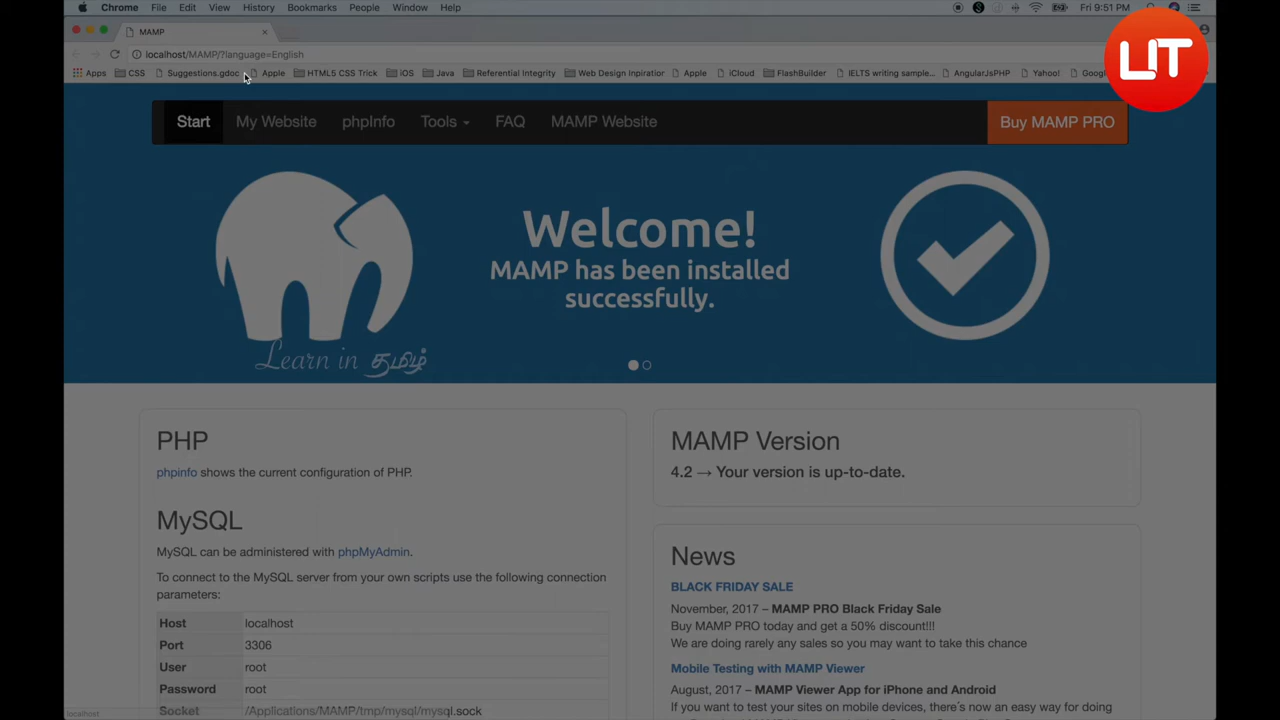 Chrome File Edit View History Bookmarks People Window Help Fri 9:51 PM
MAMP
localhost/MAMP/?language=English
Apps CSS Suggestions.gdoc Apple HTML5 CSS Trick iOS Java Referential Integrity Web Design Inpiratior Apple iCloud FlashBuilder IELTS writing sample... AngularJsPHP Yahoo!
LIT
Start My Website phpInfo Tools FAQ MAMP Website Buy MAMP PRO
Welcome!
MAMP has been installed
successfully.
Learn in தமிழ்
PHP
phpinfo shows the current configuration of PHP.
MySQL
MySQL can be administered with phpMyAdmin.
To connect to the MySQL server from your own scripts use the following connection
parameters:
Host localhost
Port 3306
User root
Password root
Socket /Applications/MAMP/tmp/mysql/mysql.sock
MAMP Version
4.2 → Your version is up-to-date.
News
BLACK FRIDAY SALE
November, 2017 – MAMP PRO Black Friday Sale
Buy MAMP PRO today and get a 50% discount!!!
We are doing rarely any sales so you may want to take this chance
Mobile Testing with MAMP Viewer
August, 2017 – MAMP Viewer App for iPhone and Android
If you want to test your sites on mobile devices, there's now an easy way for doing
localhost